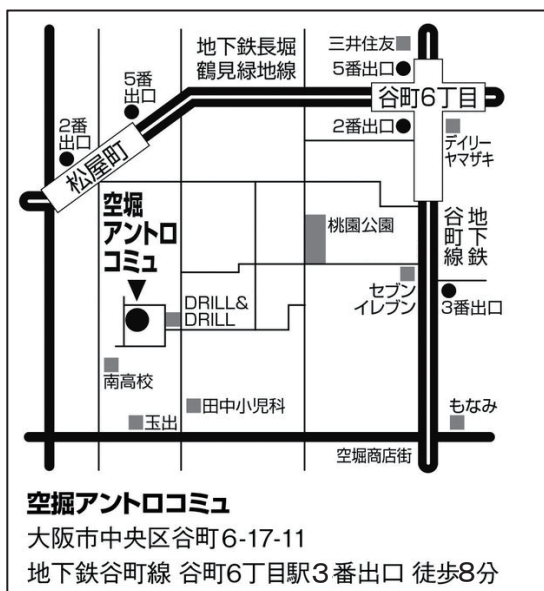 地下鉄長堀
鶴見緑地線
三井住友
5番出口
谷町6丁目
5番
出口
2番
出口
松屋町
2番出口
デイリー
ヤマザキ
空堀
アントロ
コミュ
桃園公園
地下鉄
谷町線
DRILL&
DRILL
セブン
イレブン
3番出口
南高校
田中小児科
玉出
もなみ
空堀商店街
空掘アントロコミュ
大阪市中央区谷町6-17-11
地下鉄谷町線 谷町6丁目駅3番出口 徒歩8分